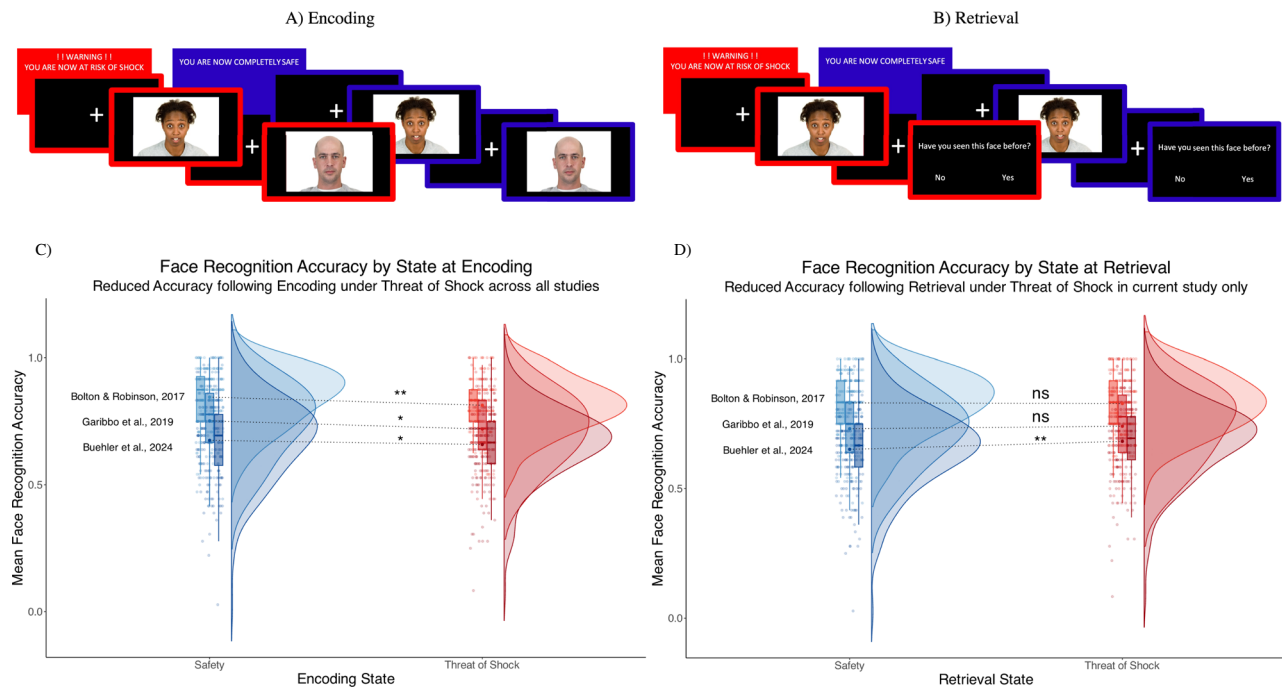 A) Encoding
! ! WARNING ! !
YOU ARE NOW AT RISK OF SHOCK
YOU ARE NOW COMPLETELY SAFE
B) Retrieval
! ! WARNING ! !
YOU ARE NOW AT RISK OF SHOCK
YOU ARE NOW COMPLETELY SAFE
Have you seen this face before?
No Yes
Have you seen this face before?
No Yes
C)
Face Recognition Accuracy by State at Encoding
Reduced Accuracy following Encoding under Threat of Shock across all studies
Mean Face Recognition Accuracy
1.0
0.5
0.0
Bolton & Robinson, 2017
Garibbo et al., 2019
Buehler et al., 2024
**
*
*
Safety
Threat of Shock
Encoding State
D)
Face Recognition Accuracy by State at Retrieval
Reduced Accuracy following Retrieval under Threat of Shock in current study only
Mean Face Recognition Accuracy
1.0
0.5
0.0
Bolton & Robinson, 2017
Garibbo et al., 2019
Buehler et al., 2024
ns
ns
**
Safety
Threat of Shock
Retrieval State